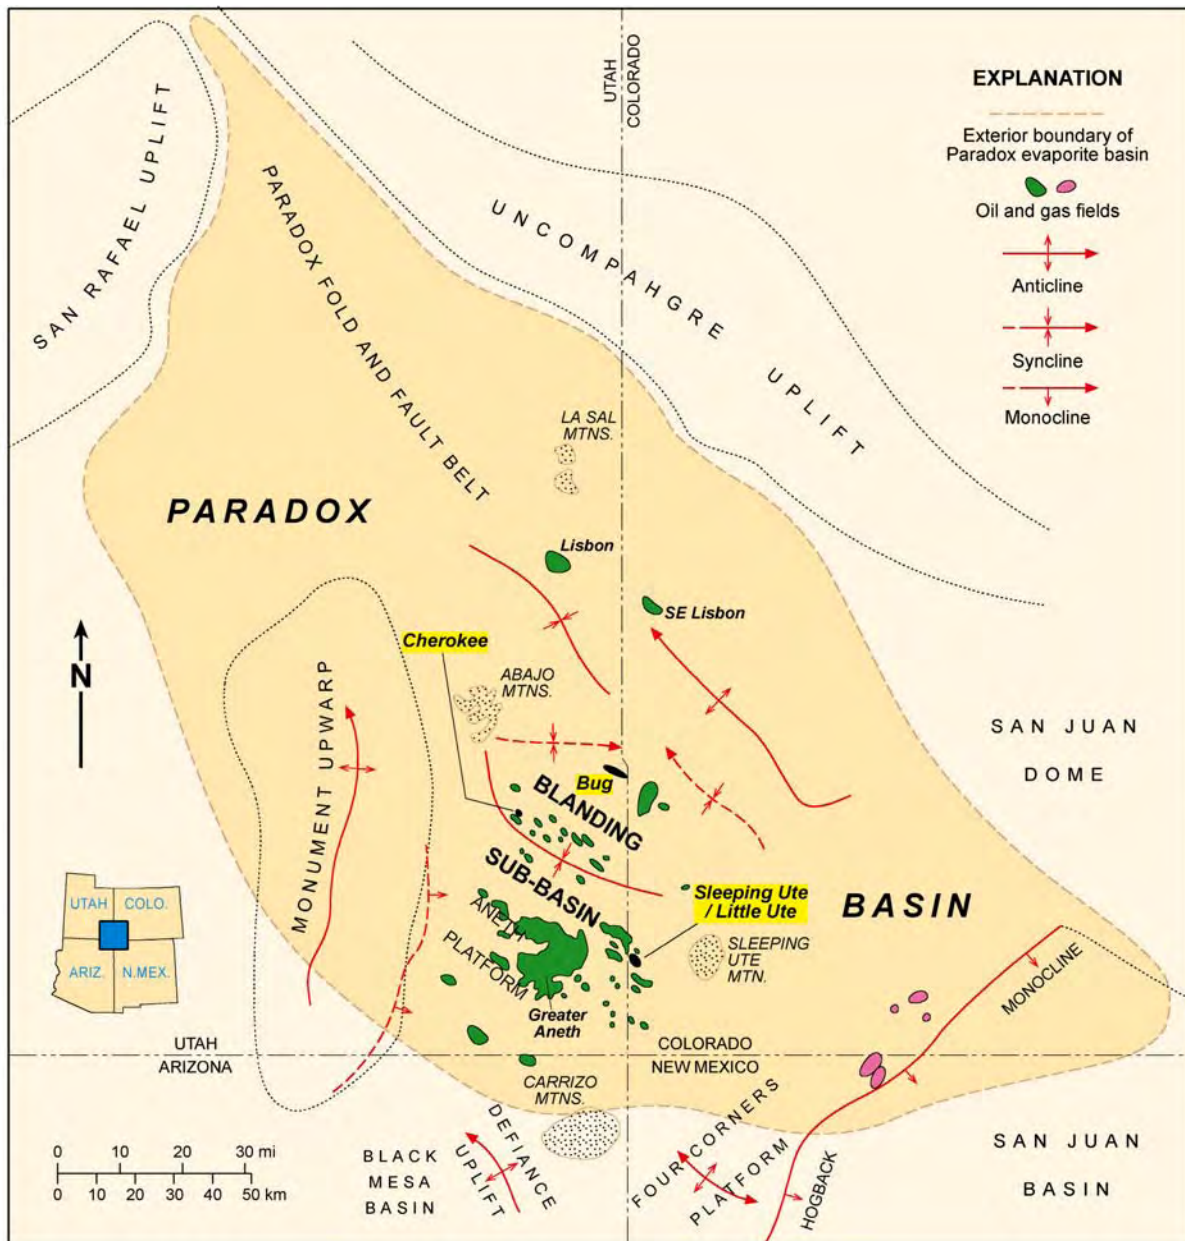 UTAH
COLORADO
EXPLANATION
Exterior boundary of
Paradox evaporite basin
Oil and gas fields
Anticline
Syncline
Monocline
SAN RAFAEL UPLIFT
PARADOX FOLD AND FAULT BELT
UNCOMPAHGRE UPLIFT
LA SAL
MTNS.
PARADOX
Lisbon
SE Lisbon
Cherokee
ABAJO
MTNS.
N
MONUMENT UPWARP
SAN JUAN
DOME
Bug
BLANDING
SUB-BASIN
Sleeping Ute
/ Little Ute
BASIN
UTAH
COLO.
ARIZ.
N.MEX.
ANETH
PLATFORM
SLEEPING
UTE
MTN.
Greater
Aneth
MONOCLINE
UTAH
ARIZONA
COLORADO
NEW MEXICO
CARRIZO
MTNS.
0 10 20 30 mi
0 10 20 40 50 km
BLACK
MESA
BASIN
DEFIANCE
UPLIFT
FOUR CORNERS
PLATFORM
HOGBACK
SAN JUAN
BASIN